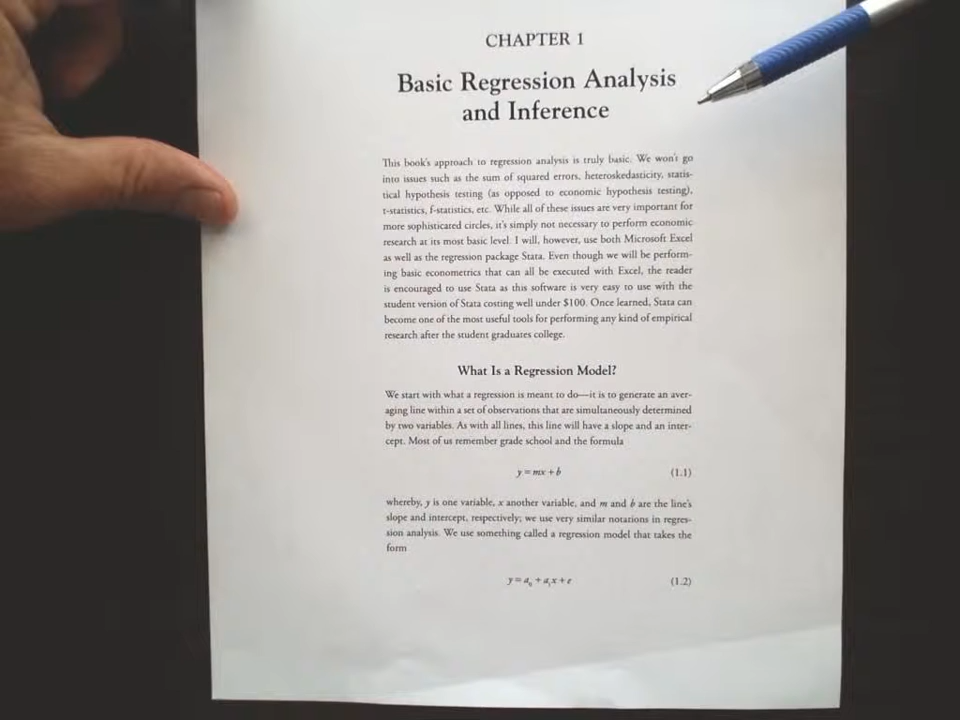 CHAPTER 1
Basic Regression Analysis
and Inference
This book's approach to regression analysis is truly basic. We won't go
into issues such as the sum of squared errors, heteroskedasticity, statis-
tical hypothesis testing (as opposed to economic hypothesis testing),
t-statistics, f-statistics, etc. While all of these issues are very important for
more sophisticated circles, it's simply not necessary to perform economic
research at its most basic level. I will, however, use both Microsoft Excel
as well as the regression package Stata. Even though we will be perform-
ing basic econometrics that can all be executed with Excel, the reader
is encouraged to use Stata as this software is very easy to use with the
student version of Stata costing well under $100. Once learned, Stata can
become one of the most useful tools for performing any kind of empirical
research after the student graduates college.
What Is a Regression Model?
We start with what a regression is meant to do—it is to generate an aver-
aging line within a set of observations that are simultaneously determined
by two variables. As with all lines, this line will have a slope and an inter-
cept. Most of us remember grade school and the formula
y = mx + b (1.1)
whereby, y is one variable, x another variable, and m and b are the line's
slope and intercept, respectively; we use very similar notations in regres-
sion analysis. We use something called a regression model that takes the
form
y = a₀ + a₁x + e (1.2)